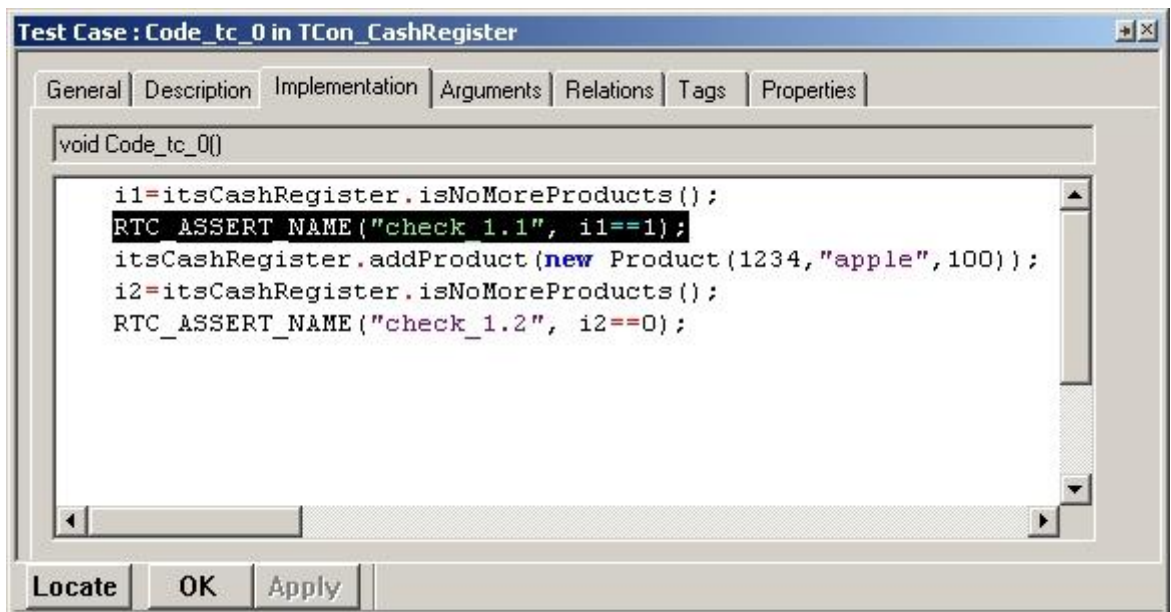 Test Case : Code_tc_0 in TCon_CashRegister
General Description Implementation Arguments Relations Tags Properties
void Code_tc_0()
i1=itsCashRegister.isNoMoreProducts();
RTC_ASSERT_NAME("check_1.1", i1==1);
itsCashRegister.addProduct(new Product(1234,"apple",100));
i2=itsCashRegister.isNoMoreProducts();
RTC_ASSERT_NAME("check_1.2", i2==0);
Locate OK Apply